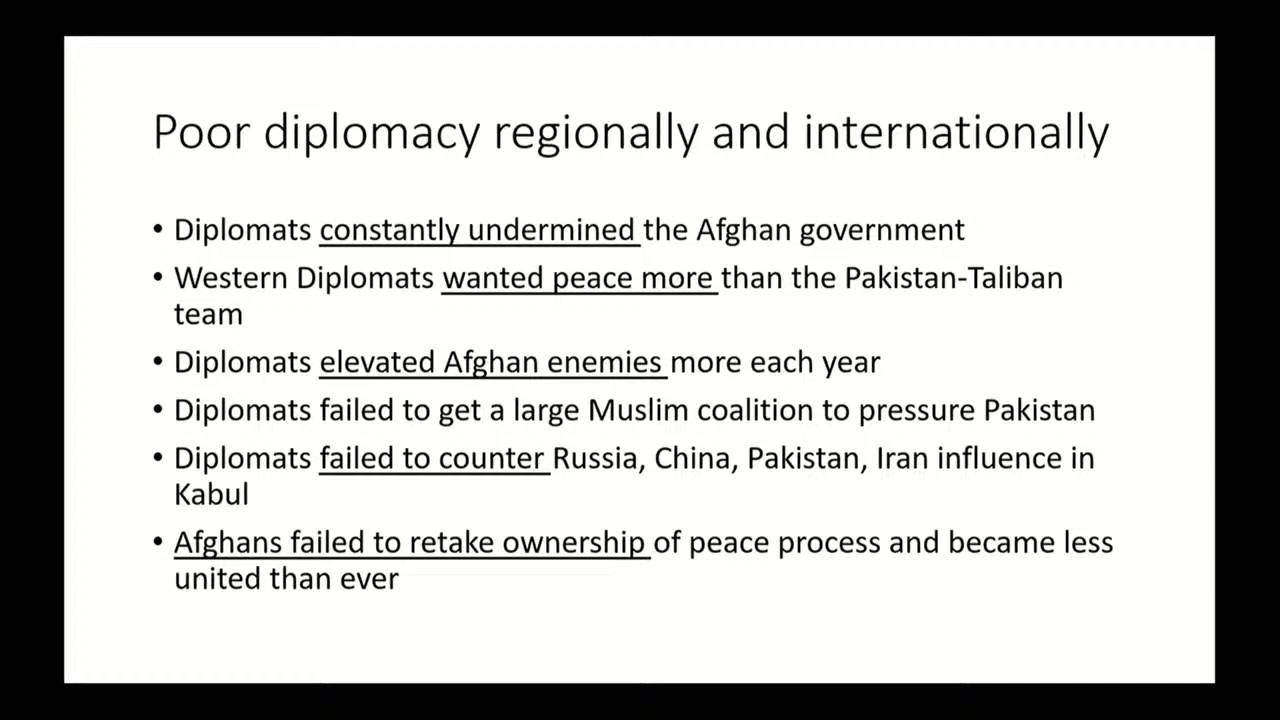 Poor diplomacy regionally and internationally
• Diplomats constantly undermined the Afghan government
• Western Diplomats wanted peace more than the Pakistan-Taliban
team
• Diplomats elevated Afghan enemies more each year
• Diplomats failed to get a large Muslim coalition to pressure Pakistan
• Diplomats failed to counter Russia, China, Pakistan, Iran influence in
Kabul
• Afghans failed to retake ownership of peace process and became less
united than ever